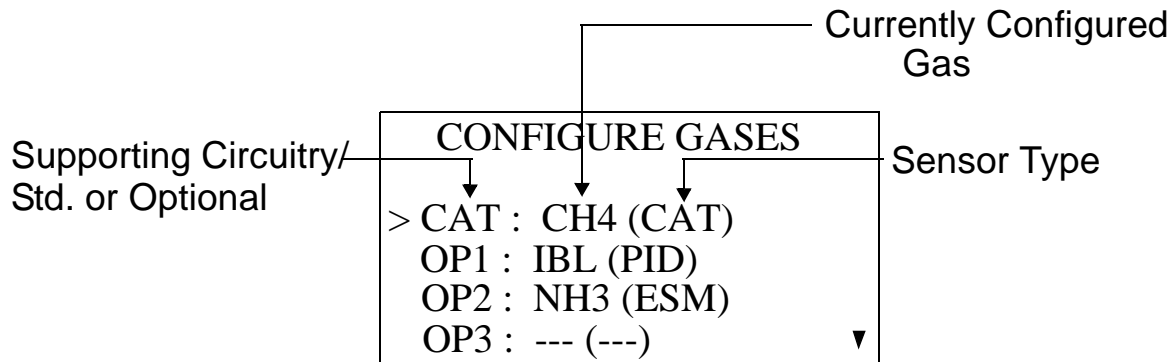 Currently Configured
Gas
CONFIGURE GASES
Supporting Circuitry/
Std. or Optional
Sensor Type
> CAT : CH4 (CAT)
OP1 : IBL (PID)
OP2 : NH3 (ESM)
OP3 : --- (---)